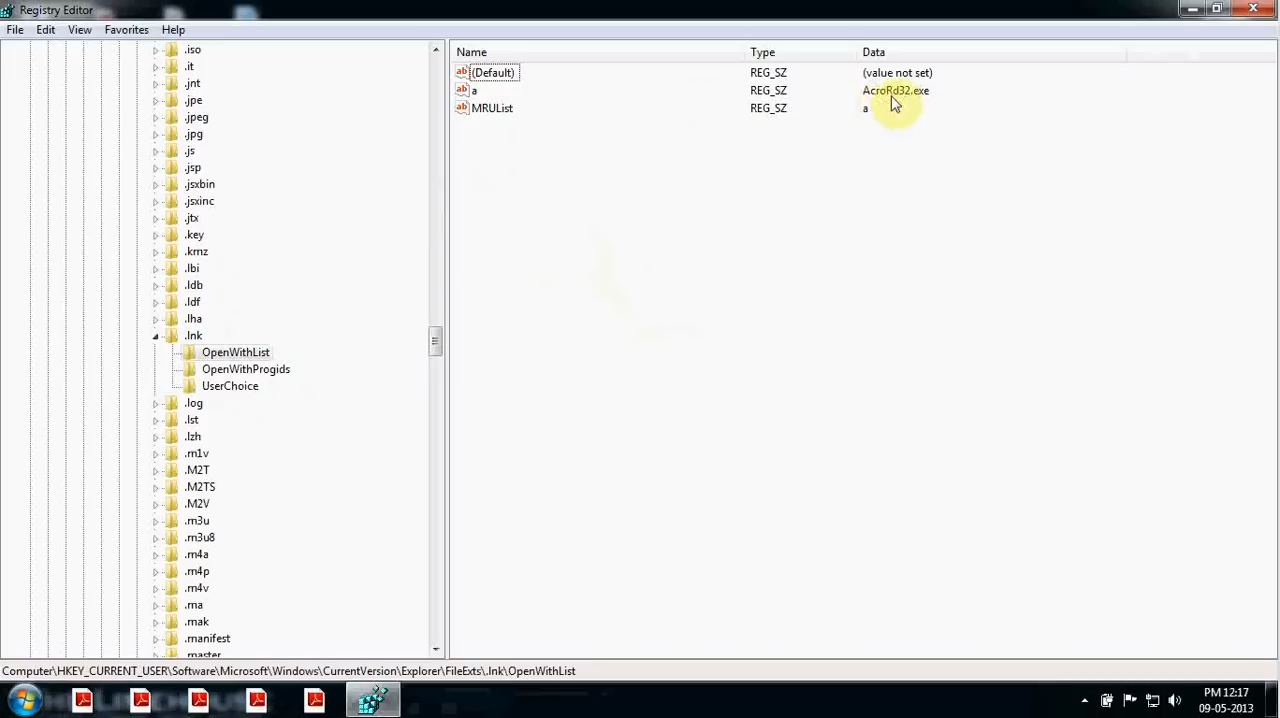 Registry Editor
File Edit View Favorites Help
.iso
.it
.jnt
.jpe
.jpeg
.jpg
.js
.jsp
.jsxbin
.jsxinc
.jtx
.key
.krnz
.lbi
.ldb
.ldf
.lha
.lnk
OpenWithList
OpenWithProgids
UserChoice
.log
.lst
.lzh
.m1v
.M2T
.M2TS
.M2V
.m3u
.m3u8
.m4a
.m4p
.m4v
.ma
.mak
.manifest
.master
Name Type Data
(Default) REG_SZ (value not set)
a REG_SZ AcroRd32.exe
MRUList REG_SZ a
Computer\HKEY_CURRENT_USER\Software\Microsoft\Windows\CurrentVersion\Explorer\FileExts\.lnk\OpenWithList
PM 12:17
09-05-2013